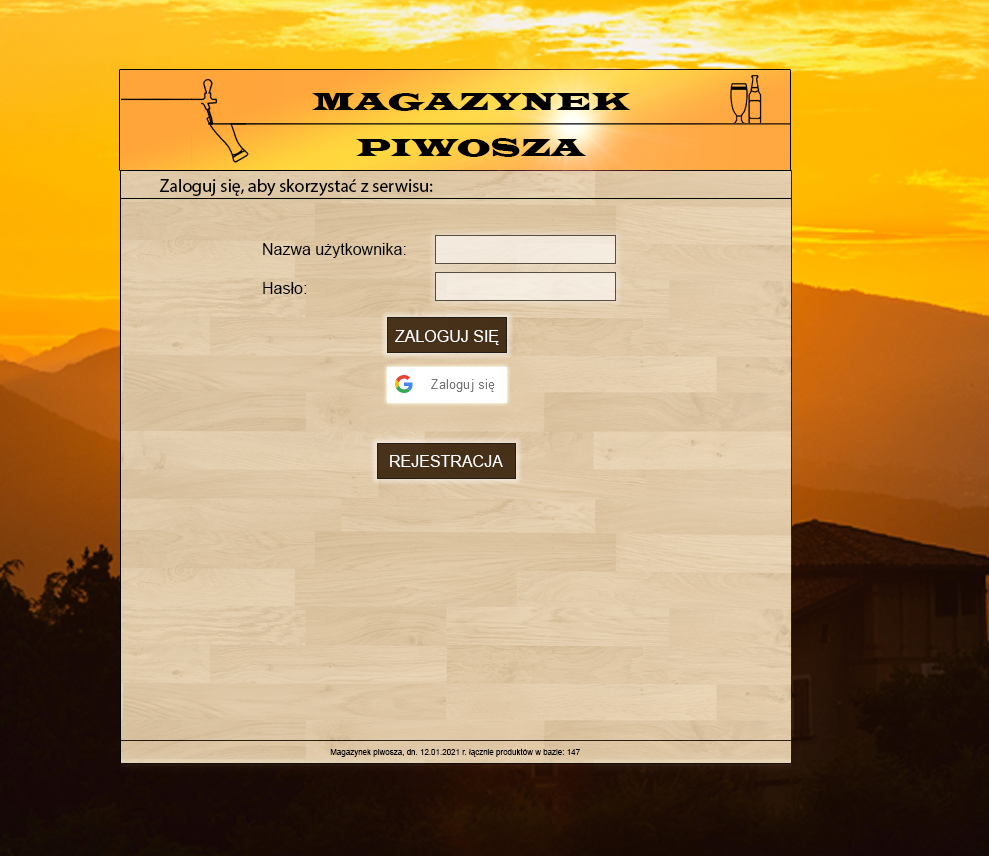 MAGAZYNEK
PIWOSZA
Zaloguj się, aby skorzystać z serwisu:
Nazwa użytkownika:
Hasło:
ZALOGUJ SIĘ
Zaloguj się
REJESTRACJA
Magazynek piwosza, dn. 12.01.2021 r. łącznie produktów w bazie: 147